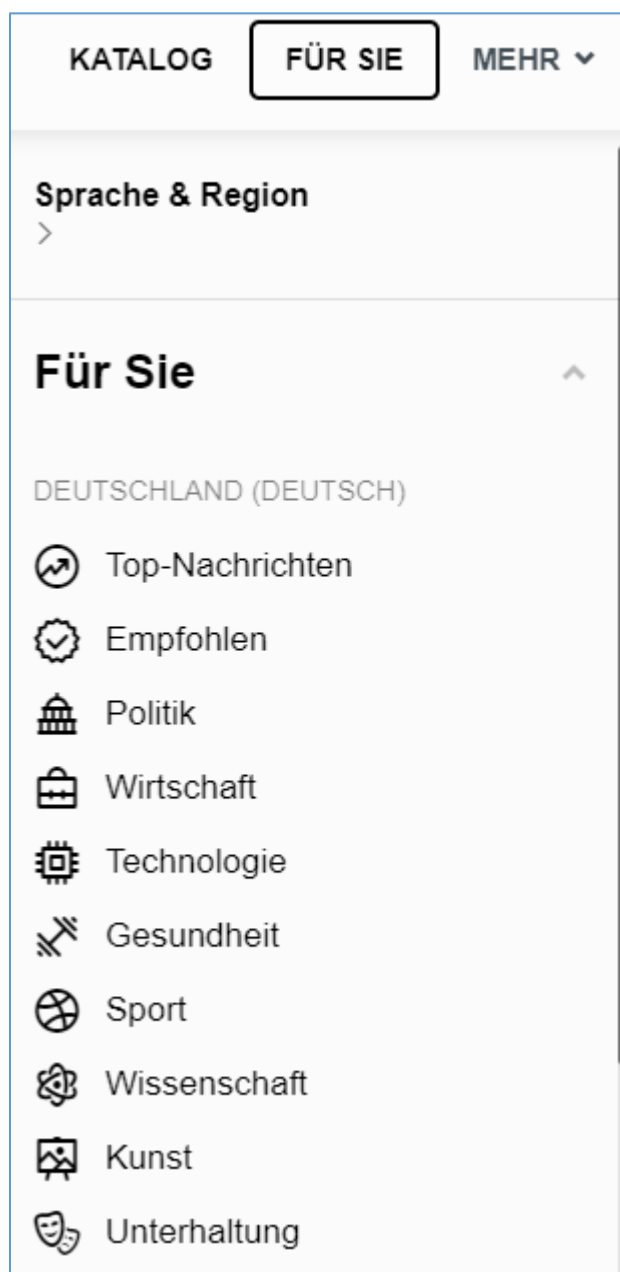 KATALOG FÜR SIE MEHR
Sprache & Region
Für Sie
DEUTSCHLAND (DEUTSCH)
Top-Nachrichten
Empfohlen
Politik
Wirtschaft
Technologie
Gesundheit
Sport
Wissenschaft
Kunst
Unterhaltung